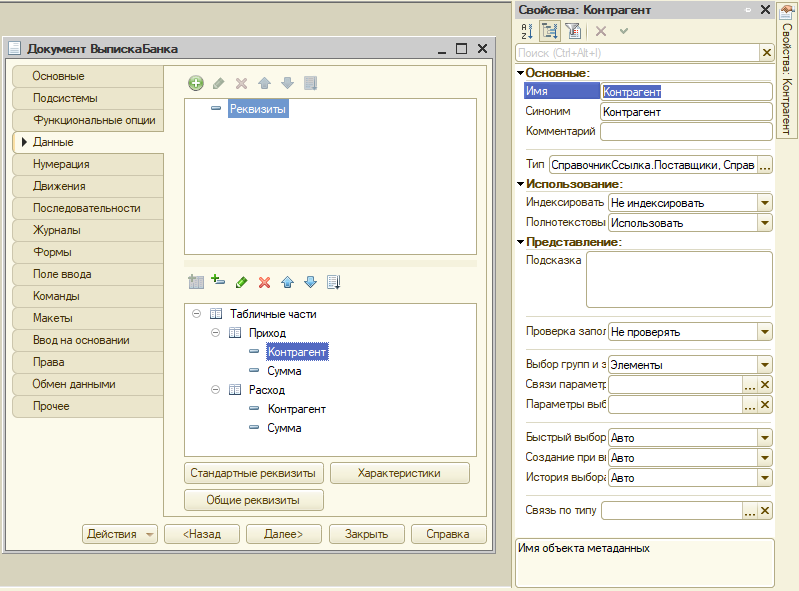 Документ ВыпискаБанка
Основные
Подсистемы
Функциональные опции
Данные
Нумерация
Движения
Последовательности
Журналы
Формы
Поле ввода
Команды
Макеты
Ввод на основании
Права
Обмен данными
Прочее
Реквизиты
Табличные части
Приход
Контрагент
Сумма
Расход
Контрагент
Сумма
Стандартные реквизиты
Характеристики
Общие реквизиты
Действия
<Назад
Далее>
Закрыть
Справка
Свойства: Контрагент
Поиск (Ctrl+Alt+I)
Основные:
Имя Контрагент
Синоним Контрагент
Комментарий
Тип СправочникСсылка.Поставщики, Справ ...
Использование:
Индексировать Не индексировать
Полнотекстовы Использовать
Представление:
Подсказка
Проверка запол Не проверять
Выбор групп и э Элементы
Связи параметр ...
Параметры выб ...
Быстрый выбор Авто
Создание при в Авто
История выбора Авто
Связь по типу ...
Имя объекта метаданных
Свойства: Контрагент